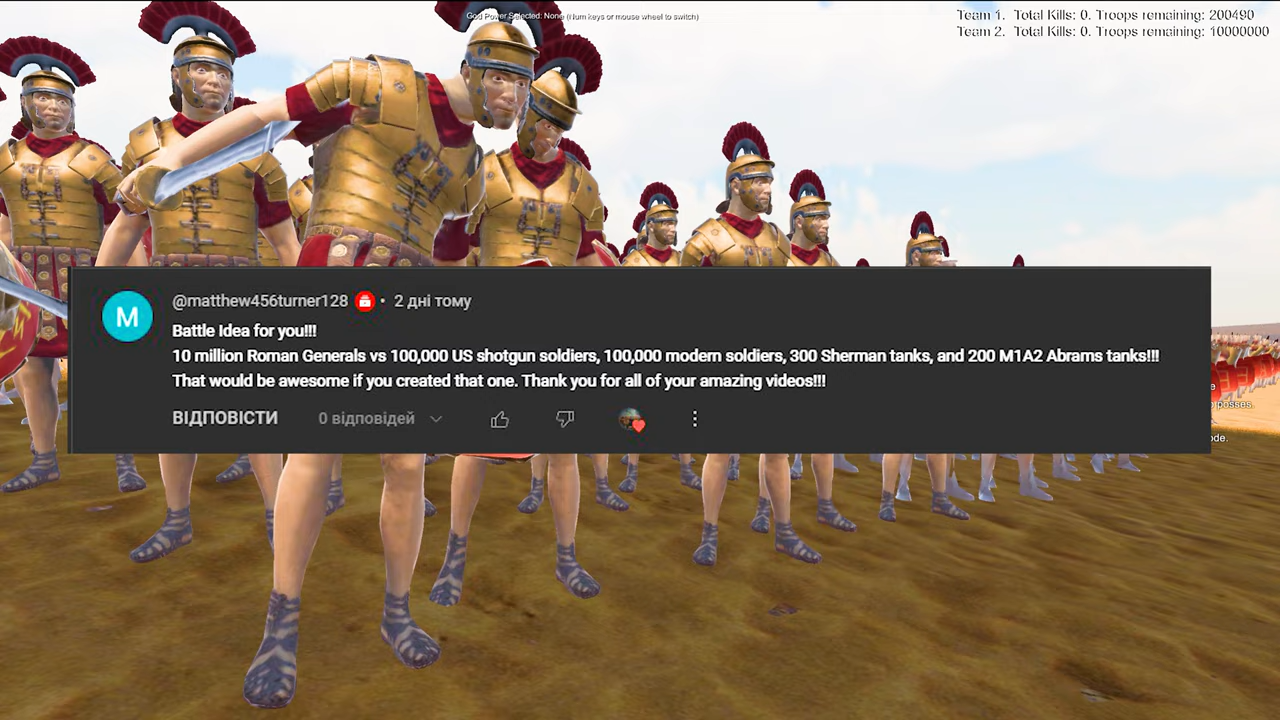 God Power Selected: None (Num keys or mouse wheel to switch)
Team 1. Total Kills: 0. Troops remaining: 200490
Team 2. Total Kills: 0. Troops remaining: 10000000
@matthew456turner128 • 2 дні тому
Battle Idea for you!!!
10 million Roman Generals vs 100,000 US shotgun soldiers, 100,000 modern soldiers, 300 Sherman tanks, and 200 M1A2 Abrams tanks!!!
That would be awesome if you created that one. Thank you for all of your amazing videos!!!
ВІДПОВІСТИ 0 відповідей
M
posses.